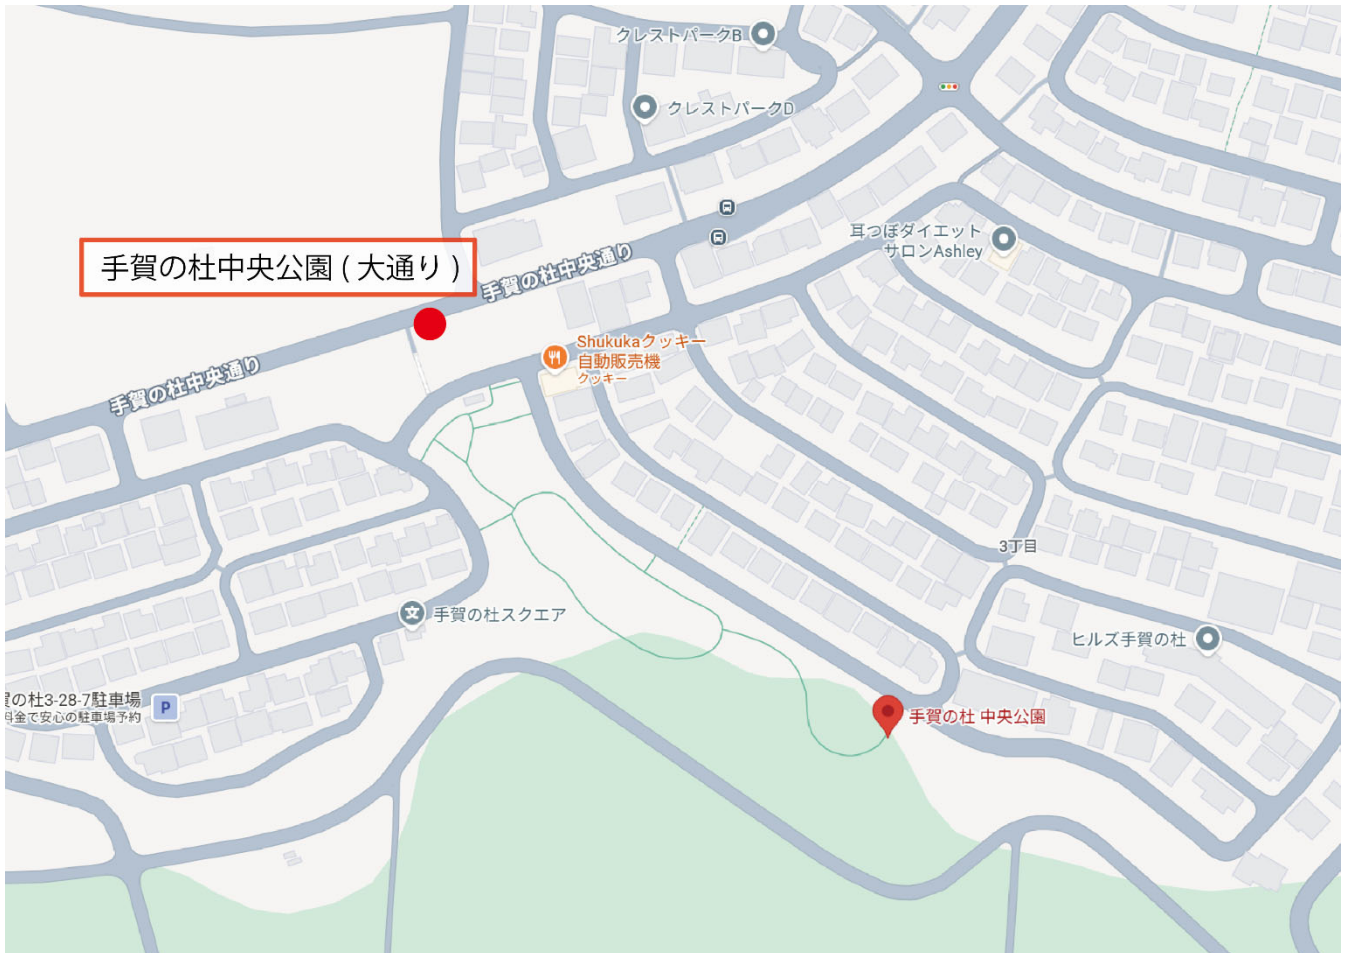 クレストパークB
クレストパークD
耳つぼダイエット
サロンAshley
手賀の杜中央公園 ( 大通り )
手賀の杜中央通り
手賀の杜中央通り
Shukukaクッキー
自動販売機
クッキー
3丁目
手賀の杜スクエア
ヒルズ手賀の杜
賀の杜3-28-7駐車場
料金で安心の駐車場予約
P
手賀の杜 中央公園